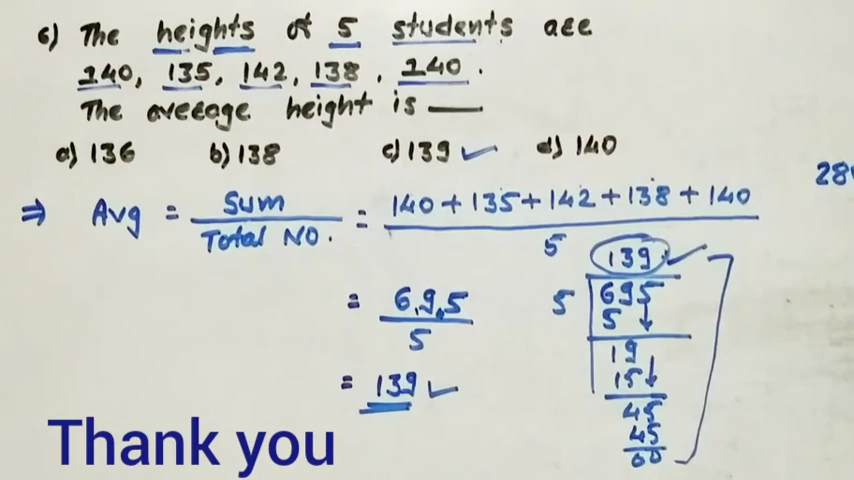 6) The heights of 5 students are
140, 135, 142, 138, 140.
The average height is ___
a) 136 b) 138 c) 139 ✓ d) 140
⇒ Avg = Sum / Total No. = 140 + 135 + 142 + 138 + 140 / 5
= 695 / 5
= 139 ✓
139 ✓
5 695
5 ↓
19
15 ↓
45
45
00
Thank you